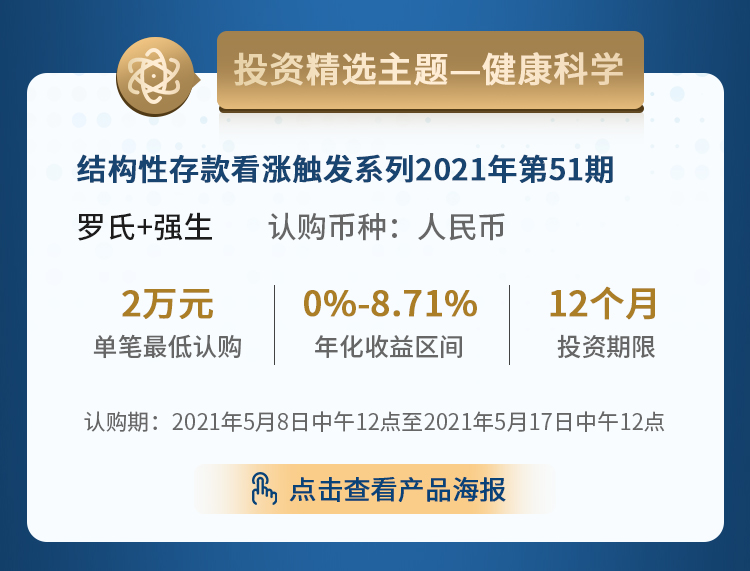 投资精选主题—健康科学
结构性存款看涨触发系列2021年第51期
罗氏+强生 认购币种：人民币
2万元 0%-8.71% 12个月
单笔最低认购 年化收益区间 投资期限
认购期：2021年5月8日中午12点至2021年5月17日中午12点
点击查看产品海报